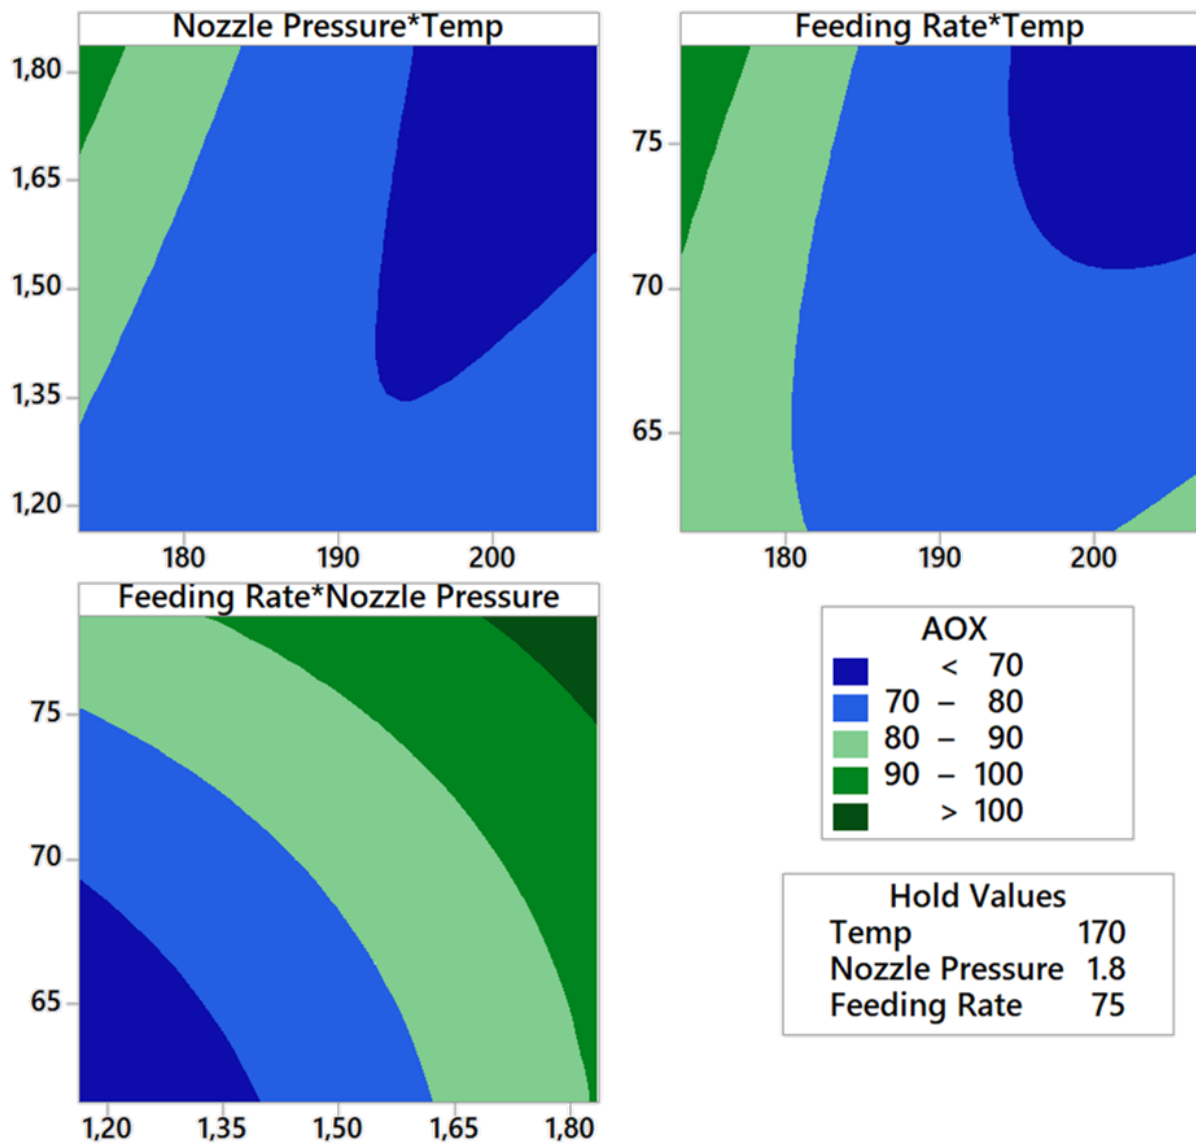 Nozzle Pressure*Temp
1,80
1,65
1,50
1,35
1,20
180 190 200
Feeding Rate*Temp
75
70
65
180 190 200
Feeding Rate*Nozzle Pressure
75
70
65
1,20 1,35 1,50 1,65 1,80
AOX
< 70
70 – 80
80 – 90
90 – 100
> 100
Hold Values
Temp 170
Nozzle Pressure 1.8
Feeding Rate 75